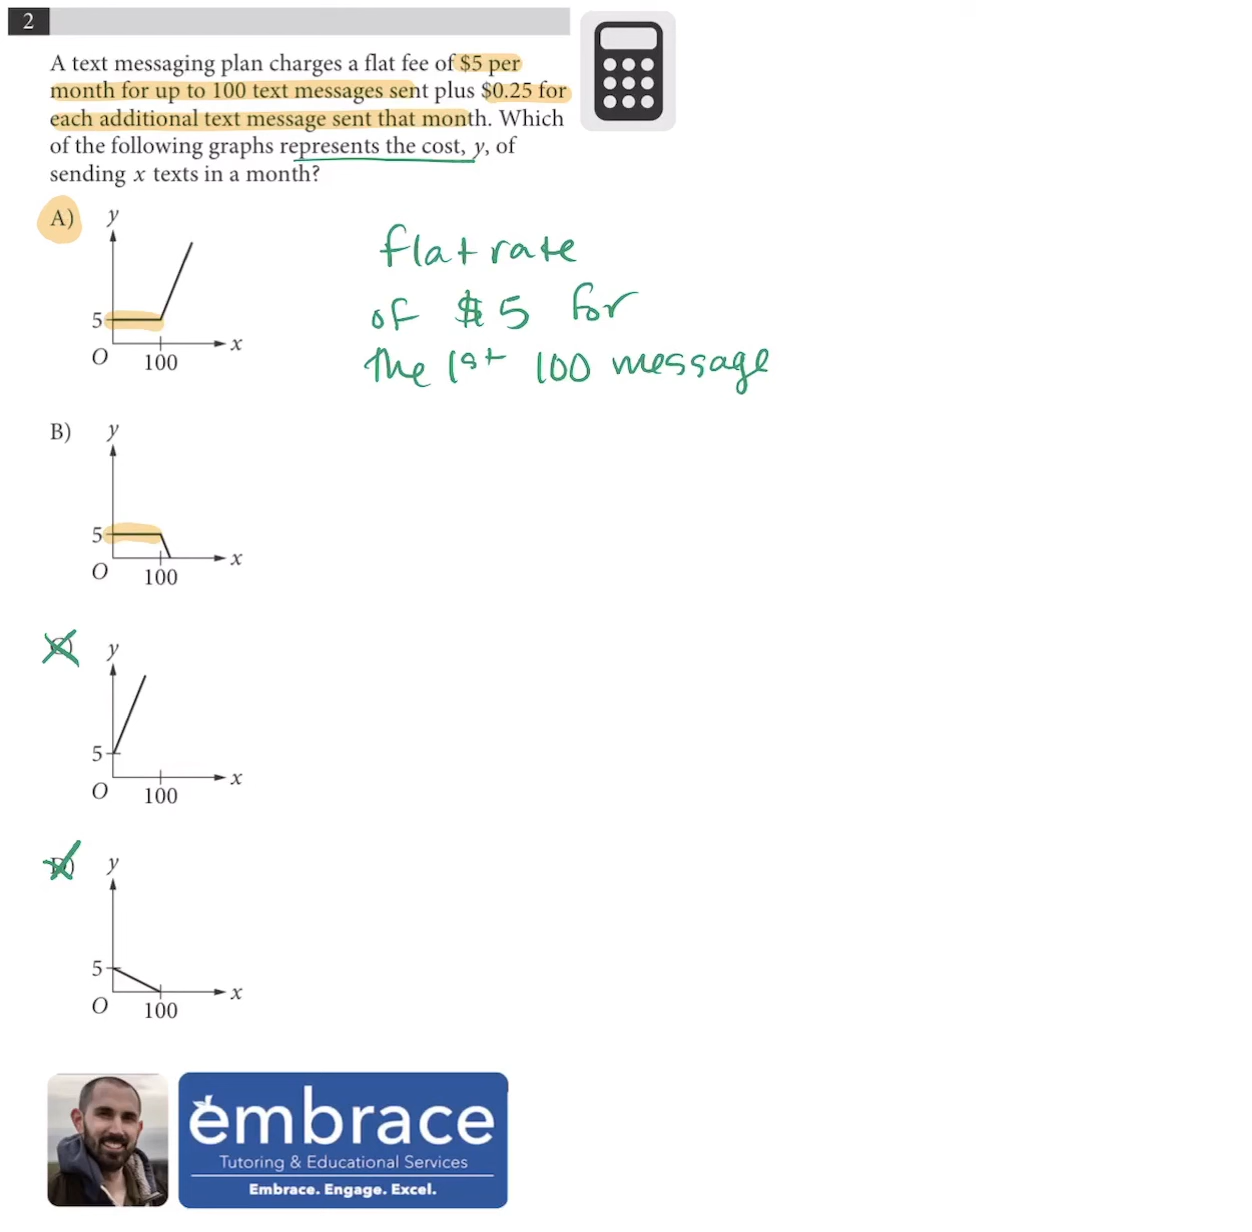 2
A text messaging plan charges a flat fee of $5 per
month for up to 100 text messages sent plus $0.25 for
each additional text message sent that month. Which
of the following graphs represents the cost, y, of
sending x texts in a month?
A)
y
5
O
100
x
flat rate
of $5 for
the 1st 100 message
B)
y
5
O
100
x
C)
y
5
O
100
x
D)
y
5
O
100
x
embrace
Tutoring & Educational Services
Embrace. Engage. Excel.